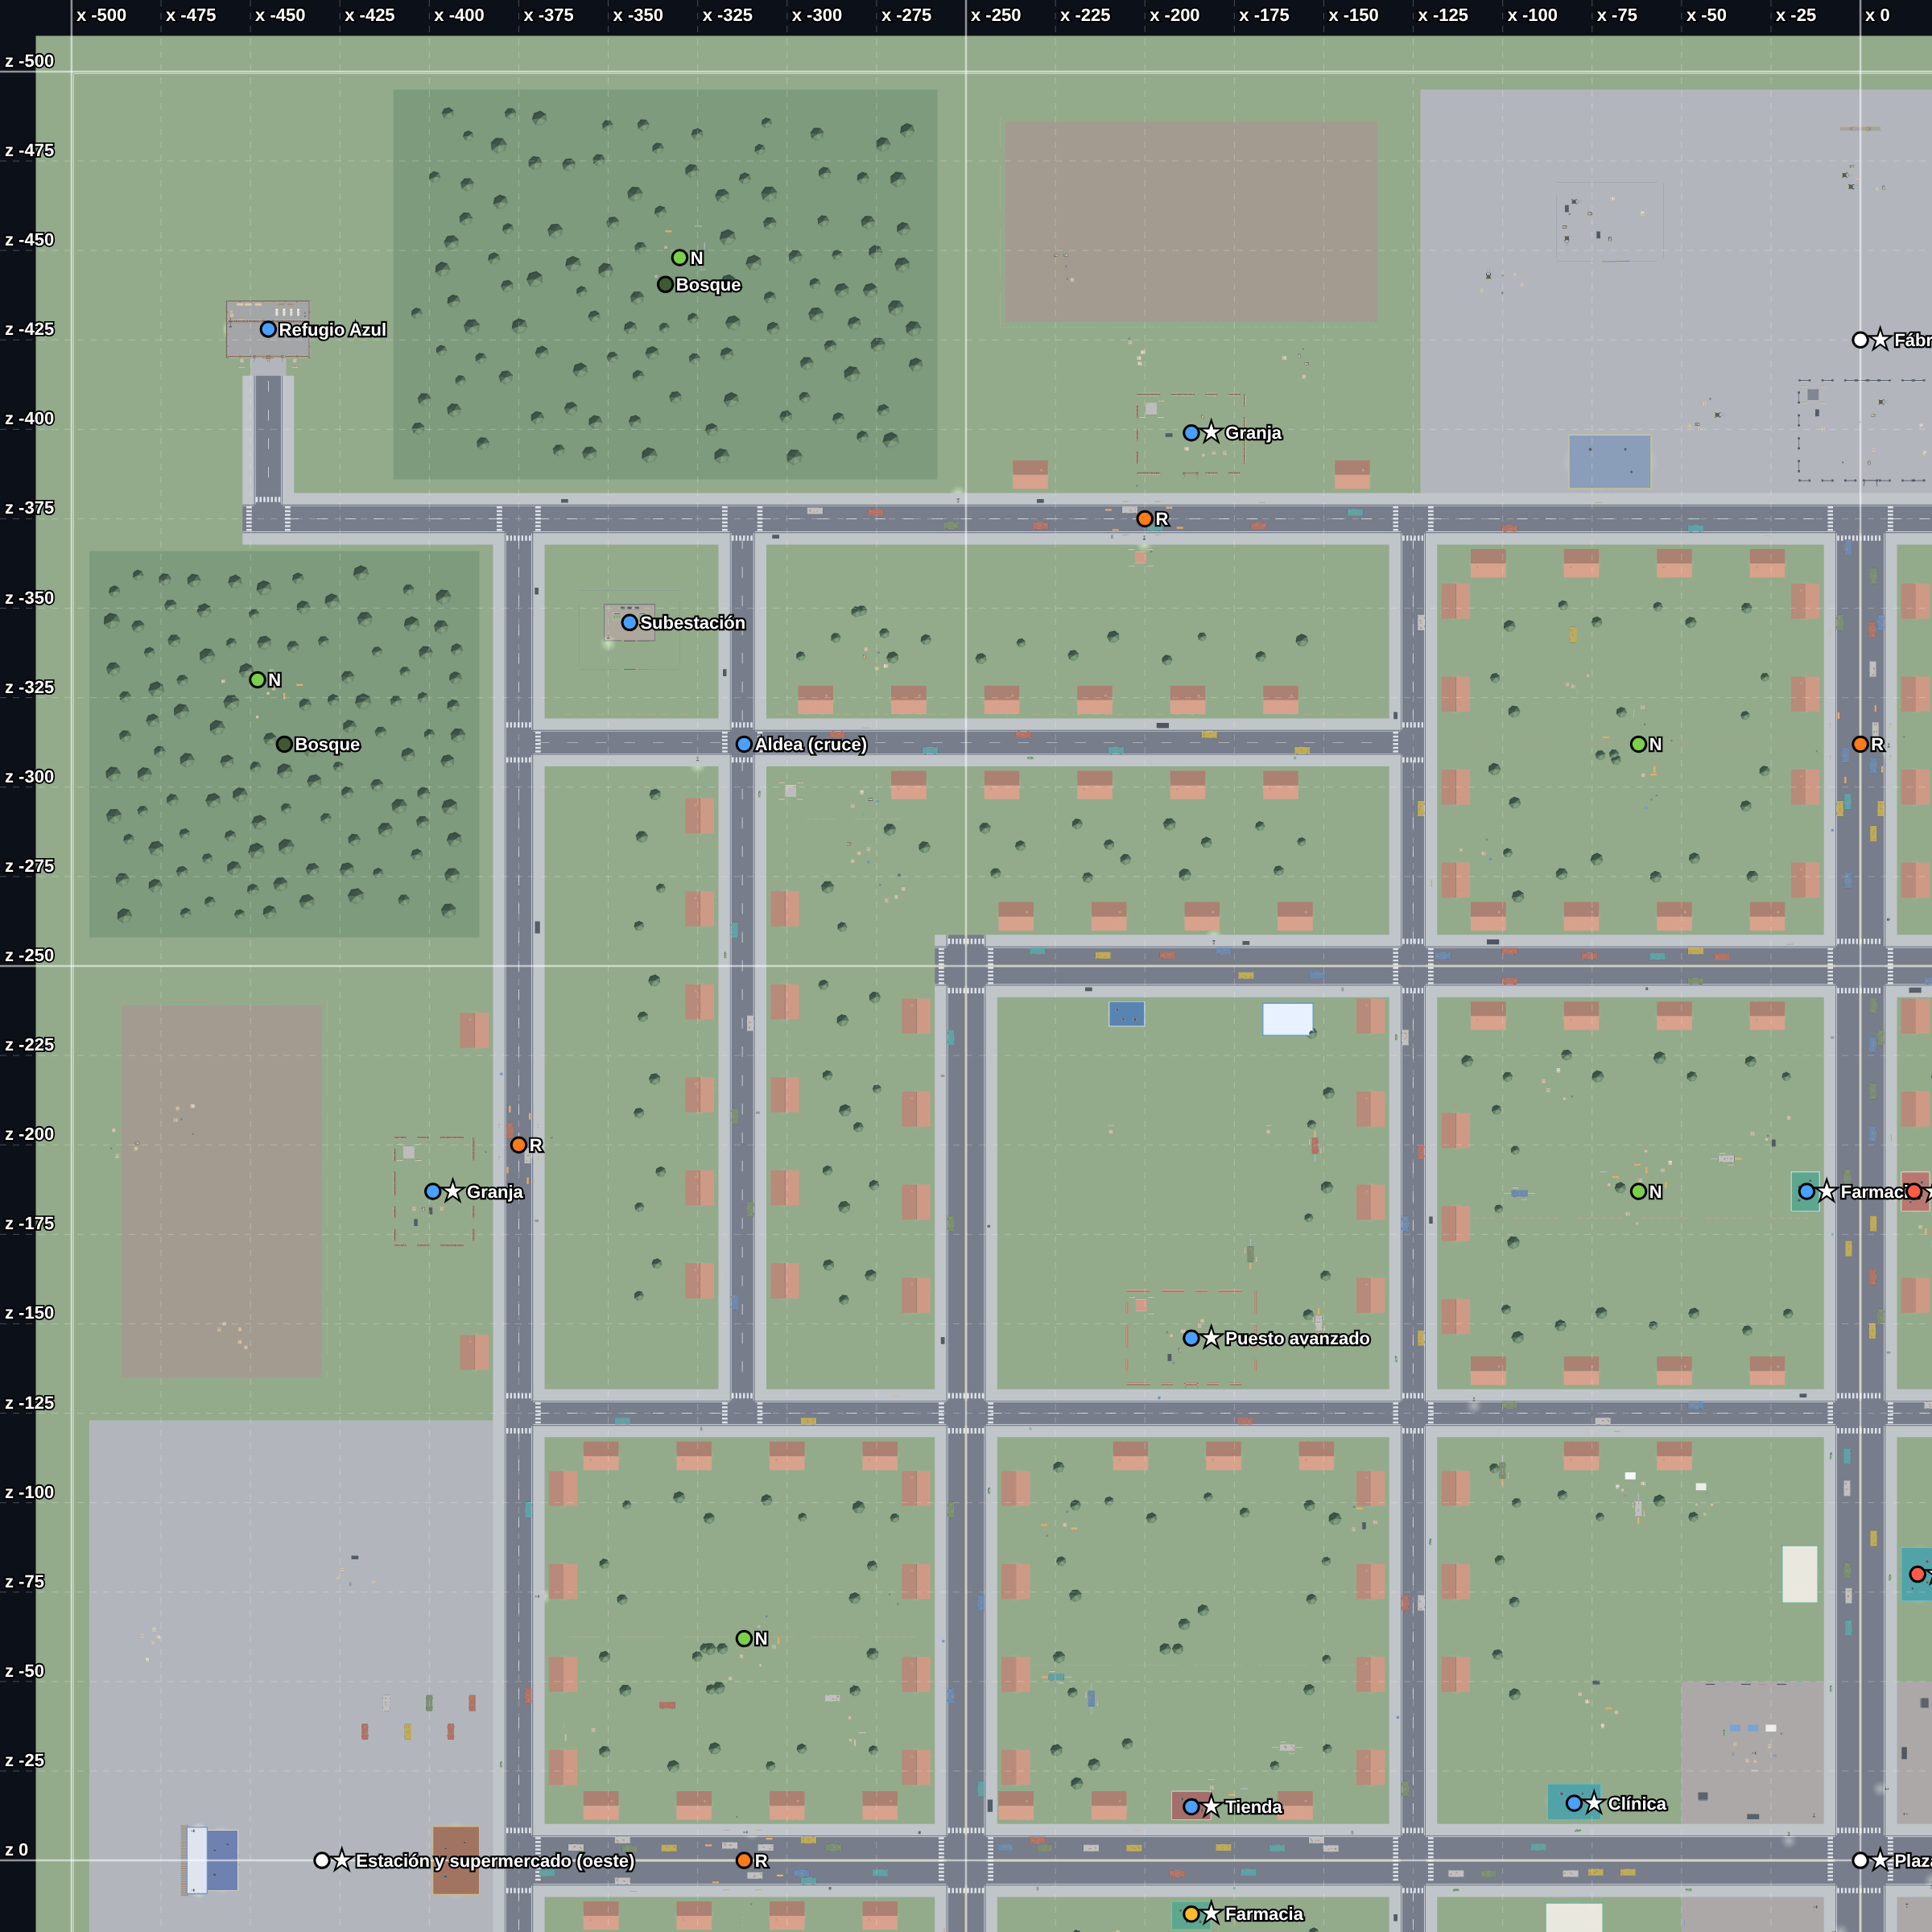 x -500 x -475 x -450 x -425 x -400 x -375 x -350 x -325 x -300 x -275 x -250 x -225 x -200 x -175 x -150 x -125 x -100 x -75 x -50 x -25 x 0
z -500
z -475
z -450
N
Bosque
z -425
Refugio Azul
Fábr
z -400
Granja
z -375
R
z -350
Subestación
z -325
N
Bosque
Aldea (cruce)
N
R
z -300
z -275
z -250
z -225
z -200
R
Granja
N
Farmaci
z -175
z -150
Puesto avanzado
z -125
z -100
z -75
z -50
N
z -25
Tienda
Clínica
z 0
Estación y supermercado (oeste)
R
Plaza
Farmacia